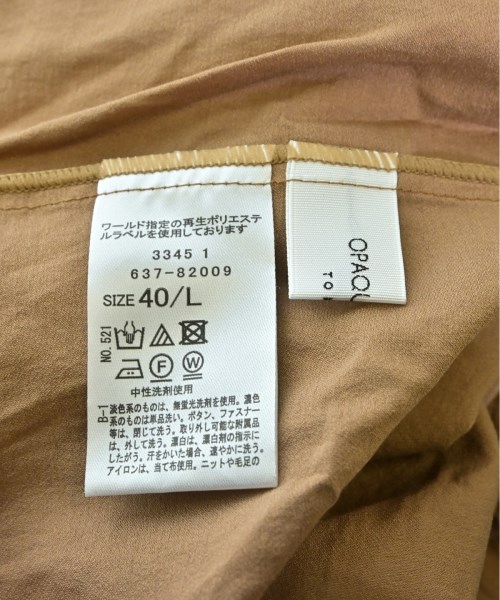 ワールド指定の再生ポリエステ
ルラベルを使用しております
3345 1
637-82009
SIZE 40/L
NO. 521
F W
中性洗剤使用
B-1
淡色系のものは、無蛍光洗剤を使用。濃色
系のものは単品洗い。ボタン、ファスナー
等は、閉じて洗う。取り外し可能な附属品
は、外して洗う。漂白は、漂白剤の指示に
したがう。汗をかいた場合、速やかに洗う。
アイロンは、当て布使用。ニットや毛足の
OPAQU
TO